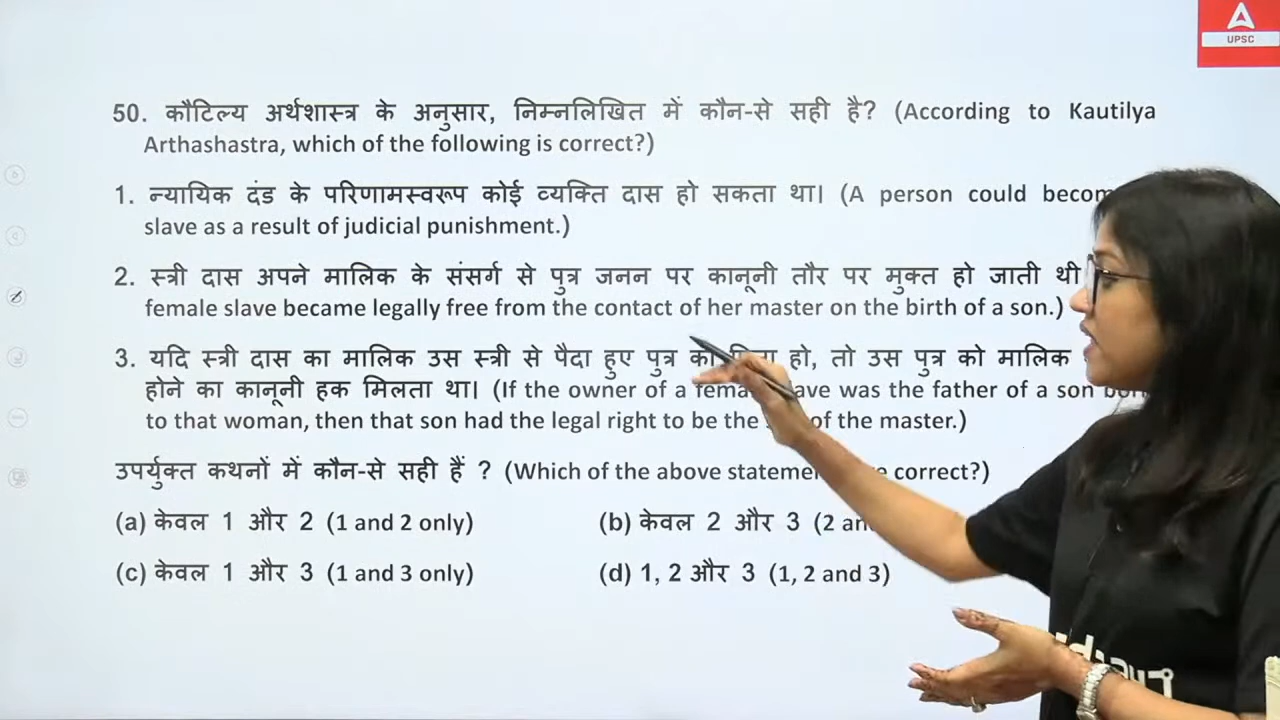 UPSC
50. कौटिल्य अर्थशास्त्र के अनुसार, निम्नलिखित में कौन-से सही है? (According to Kautilya
Arthashastra, which of the following is correct?)
1. न्यायिक दंड के परिणामस्वरूप कोई व्यक्ति दास हो सकता था। (A person could
slave as a result of judicial punishment.)
2. स्त्री दास अपने मालिक के संसर्ग से पुत्र जनन पर कानूनी तौर पर मुक्त हो जाती थी
female slave became legally free from the contact of her master on the birth of a son.)
3. यदि स्त्री दास का मालिक उस स्त्री से पैदा हुए पुत्र का पिता हो, तो उस पुत्र को मालिक
होने का कानूनी हक मिलता था। (If the owner of a female slave was the father of a son born
to that woman, then that son had the legal right to be the of the master.)
उपर्युक्त कथनों में कौन-से सही हैं ? (Which of the above correct?)
(a) केवल 1 और 2 (1 and 2 only)
(b) केवल 2 और 3 (2
(c) केवल 1 और 3 (1 and 3 only)
(d) 1, 2 और 3 (1, 2 and 3)